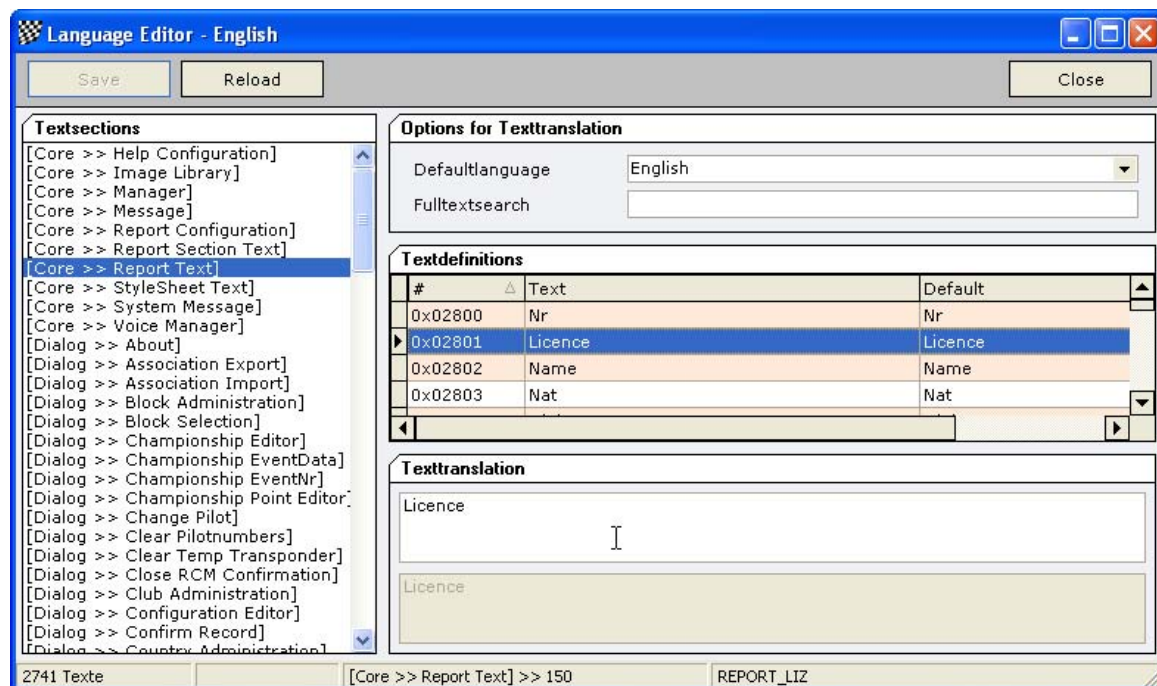 Language Editor - English
Save
Reload
Close
Textsections
[Core >> Help Configuration]
[Core >> Image Library]
[Core >> Manager]
[Core >> Message]
[Core >> Report Configuration]
[Core >> Report Section Text]
[Core >> Report Text]
[Core >> StyleSheet Text]
[Core >> System Message]
[Core >> Voice Manager]
[Dialog >> About]
[Dialog >> Association Export]
[Dialog >> Association Import]
[Dialog >> Block Administration]
[Dialog >> Block Selection]
[Dialog >> Championship Editor]
[Dialog >> Championship EventData]
[Dialog >> Championship EventNr]
[Dialog >> Championship Point Editor]
[Dialog >> Change Pilot]
[Dialog >> Clear Pilotnumbers]
[Dialog >> Clear Temp Transponder]
[Dialog >> Close RCM Confirmation]
[Dialog >> Club Administration]
[Dialog >> Configuration Editor]
[Dialog >> Confirm Record]
[Dialog >> Country Administration]
Options for Texttranslation
Defaultlanguage English
Fulltextsearch
Textdefinitions
# Text Default
0x02800 Nr Nr
0x02801 Licence Licence
0x02802 Name Name
0x02803 Nat Nat
Texttranslation
Licence
Licence
2741 Texte [Core >> Report Text] >> 150 REPORT_LIZ